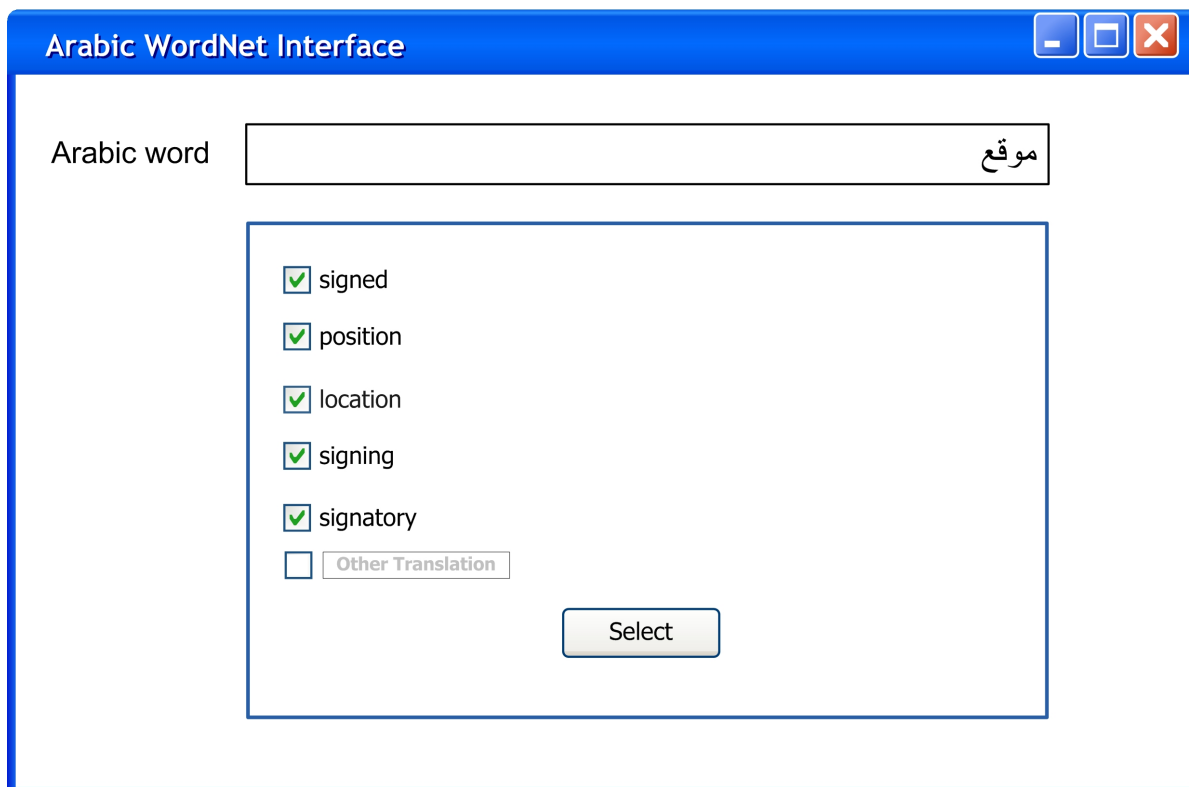 Arabic WordNet Interface
Arabic word موقع
signed
position
location
signing
signatory
Other Translation
Select